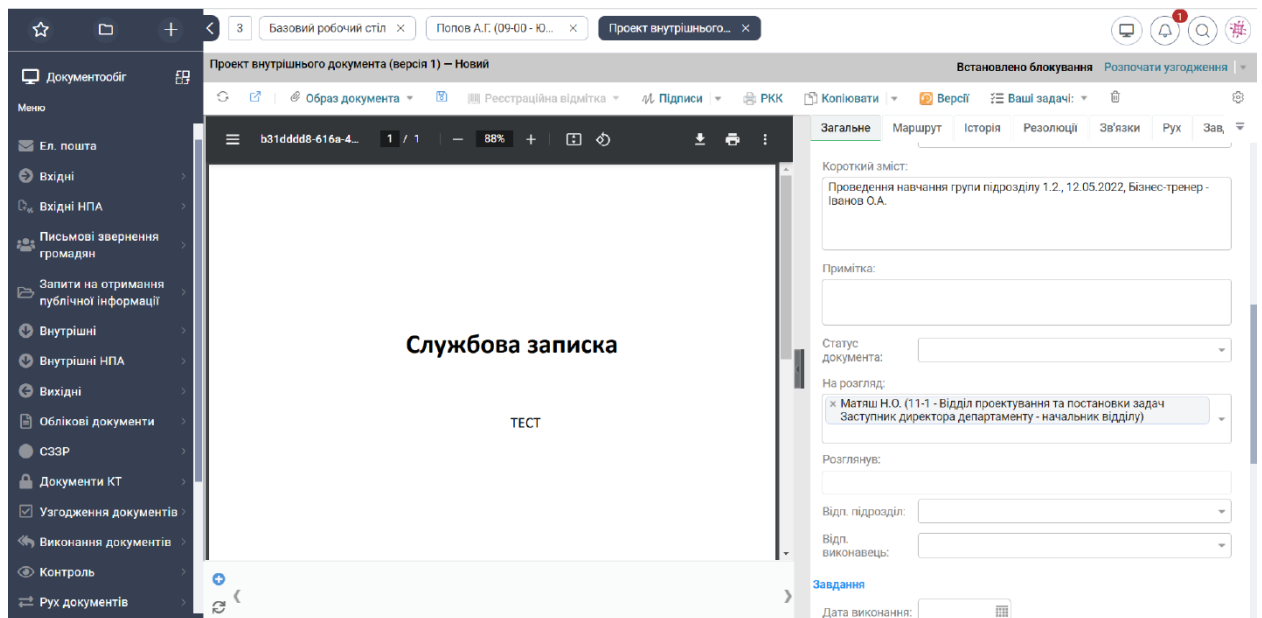 3
Базовий робочий стіл ×
Попов А.Г. (09-00 - Ю... ×
Проект внутрішнього... ×
1
Документообіг
Меню
Ел. пошта
Вхідні
Вхідні НПА
Письмові звернення
громадян
Запити на отримання
публічної інформації
Внутрішні
Внутрішні НПА
Вихідні
Облікові документи
СЗЗР
Документи КТ
Узгодження документів
Виконання документів
Контроль
Рух документів
Проект внутрішнього документа (версія 1) — Новий
Встановлено блокування Розпочати узгодження
Образ документа Реєстраційна відмітка Підписи РКК Копіювати Версії Ваші задачі:
b31dddd8-616a-4... 1 / 1 — 88% +
Службова записка
ТЕСТ
Загальне Маршрут Історія Резолюції Зв'язки Рух Зав,
Короткий зміст:
Проведення навчання групи підрозділу 1.2., 12.05.2022, Бізнес-тренер -
Іванов О.А.
Примітка:
Статус
документа:
На розгляд:
× Матяш Н.О. (11-1 - Відділ проектування та постановки задач
Заступник директора департаменту - начальник відділу)
Розглянув:
Відп. підрозділ:
Відп.
виконавець:
Завдання
Дата виконання: